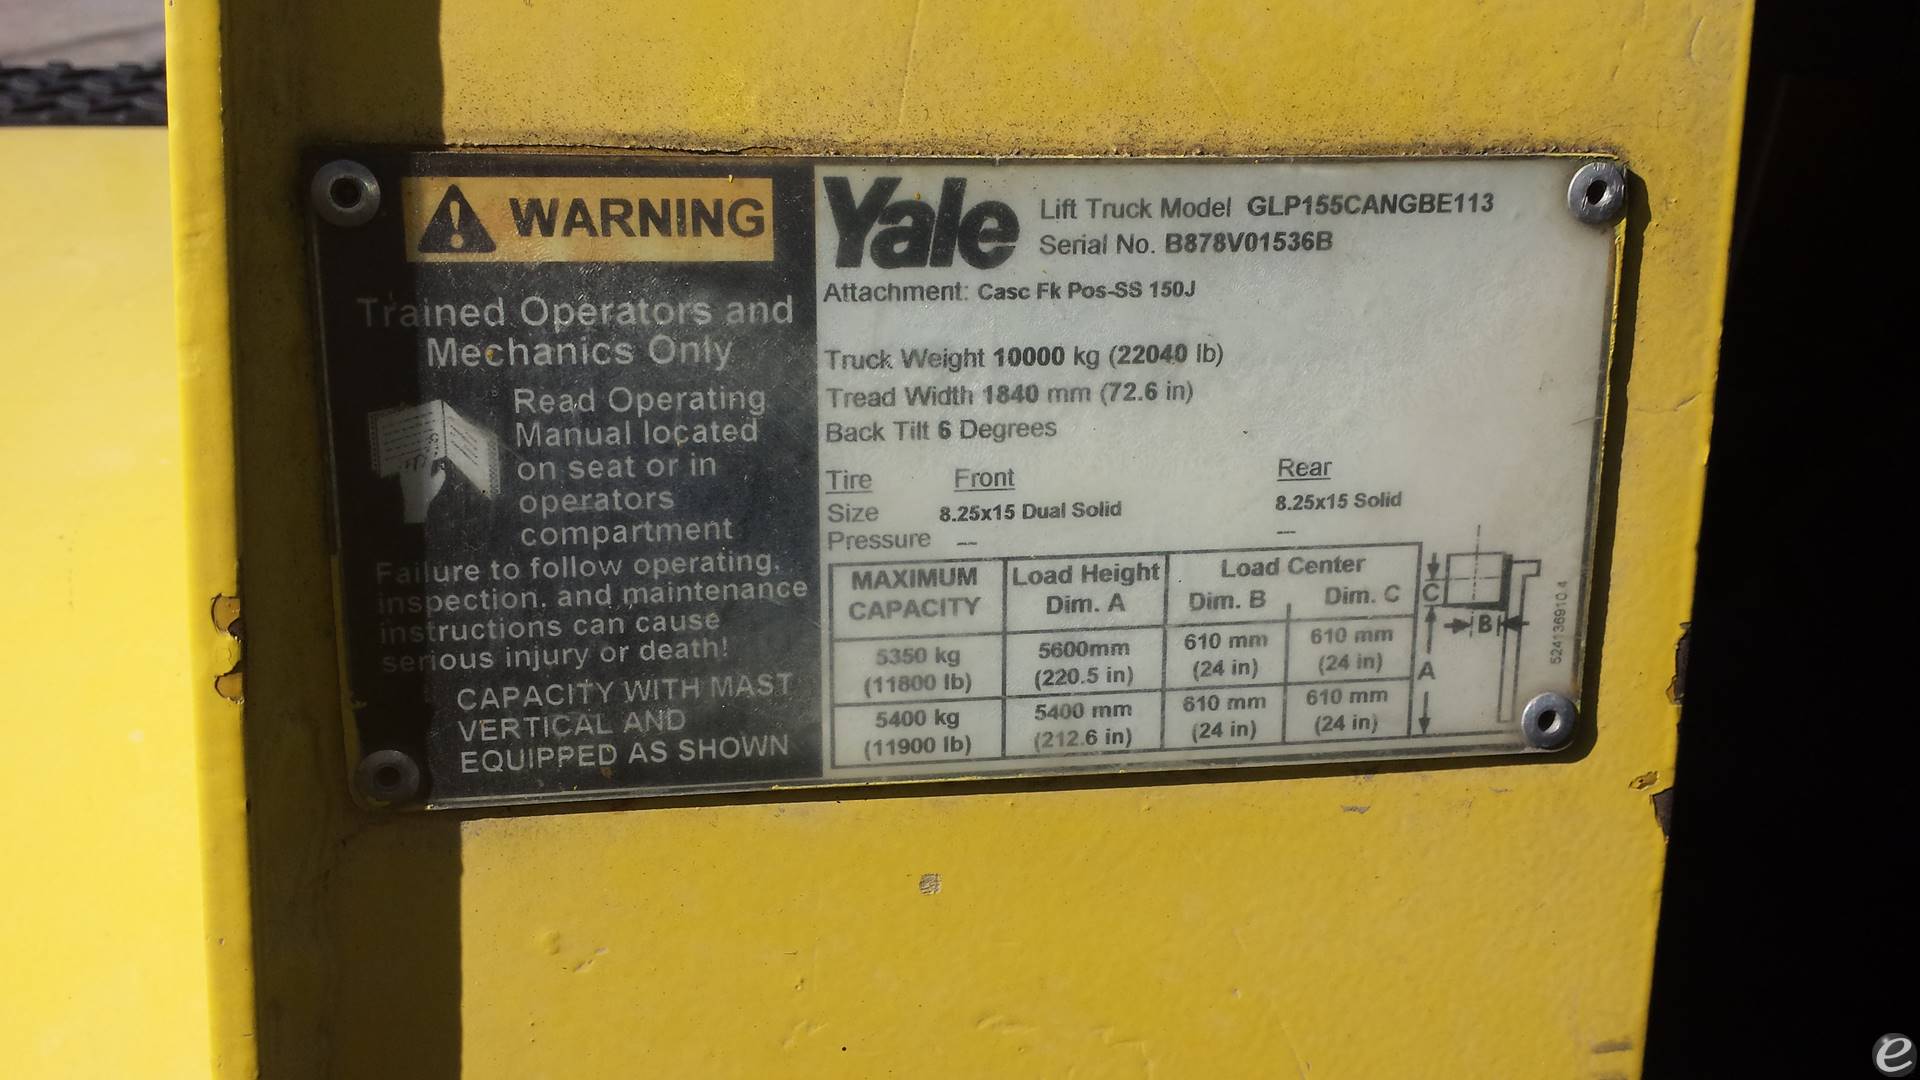 WARNING
Trained Operators and
Mechanics Only
Read Operating
Manual located
on seat or in
operators
compartment
Failure to follow operating,
inspection, and maintenance
instructions can cause
serious injury or death!
CAPACITY WITH MAST
VERTICAL AND
EQUIPPED AS SHOWN
Yale
Lift Truck Model GLP155CANGBE113
Serial No. B878V01536B
Attachment: Casc Fk Pos-SS 150J
Truck Weight 10000 kg (22040 lb)
Tread Width 1840 mm (72.6 in)
Back Tilt 6 Degrees
Tire Front Rear
Size 8.25x15 Dual Solid 8.25x15 Solid
Pressure -- --
MAXIMUM CAPACITY Load Height Dim. A Load Center Dim. B Dim. C
5350 kg 5600mm 610 mm 610 mm
(11800 lb) (220.5 in) (24 in) (24 in)
5400 kg 5400 mm 610 mm 610 mm
(11900 lb) (212.6 in) (24 in) (24 in)
C
B
A
524136910.4
e